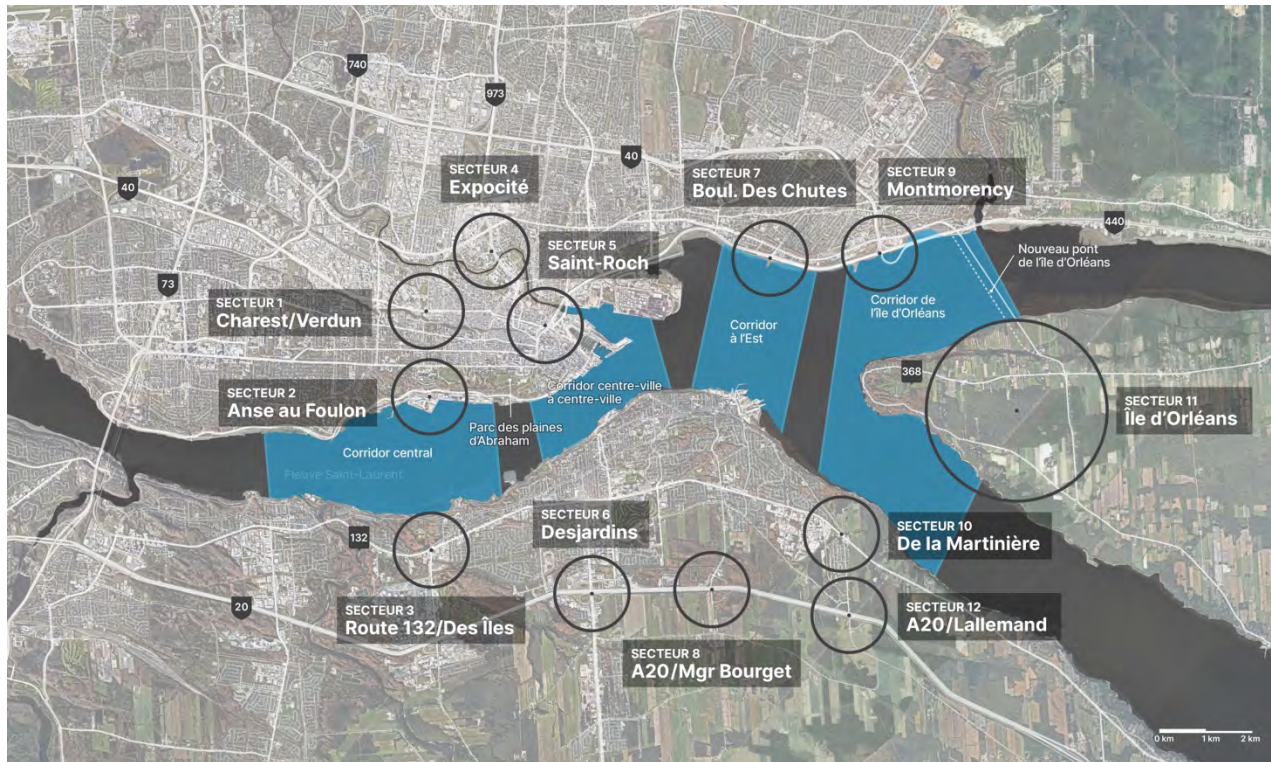 740
973
40
SECTEUR 4
Expocité
SECTEUR 7
Boul. Des Chutes
SECTEUR 9
Montmorency
40
440
SECTEUR 5
Saint-Roch
Nouveau pont
de l'île d'Orléans
73
SECTEUR 1
Charest/Verdun
Corridor de
l'île d'Orléans
Corridor
à l'Est
368
SECTEUR 2
Anse au Foulon
Corridor centre-ville
à centre-ville
SECTEUR 11
Île d'Orléans
Parc des plaines
d'Abraham
Corridor central
Fleuve Saint-Laurent
SECTEUR 6
Desjardins
132
SECTEUR 10
De la Martinière
20
SECTEUR 3
Route 132/Des Îles
SECTEUR 12
A20/Lallemand
SECTEUR 8
A20/Mgr Bourget
0 km 1 km 2 km